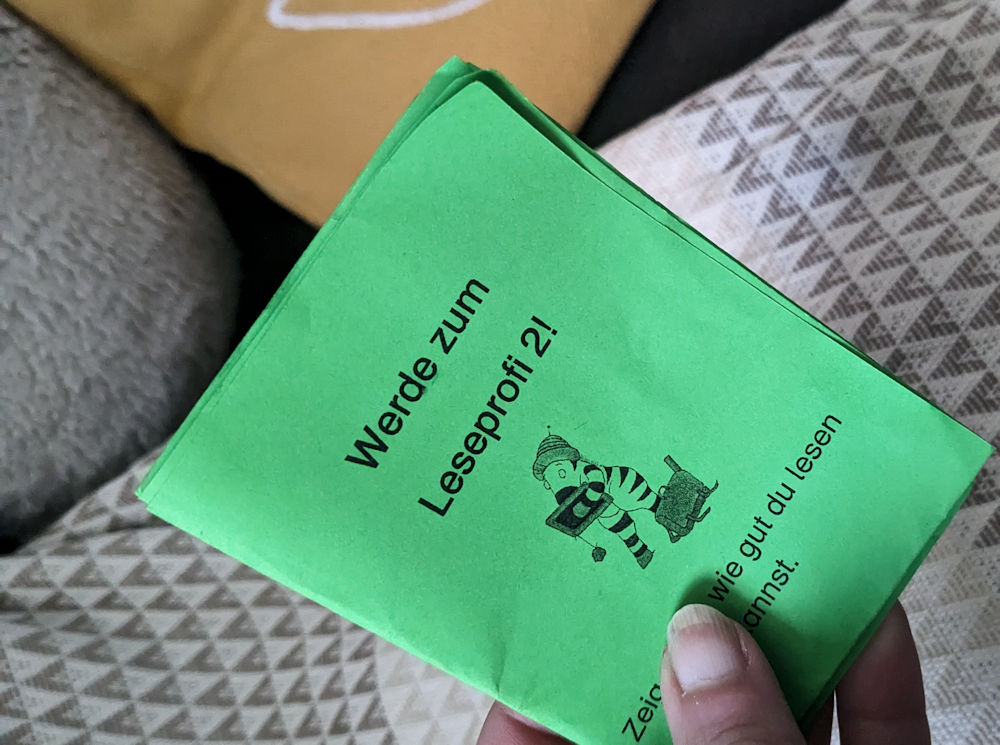 Werde zum
Leseprofi 2!
wie gut du lesen